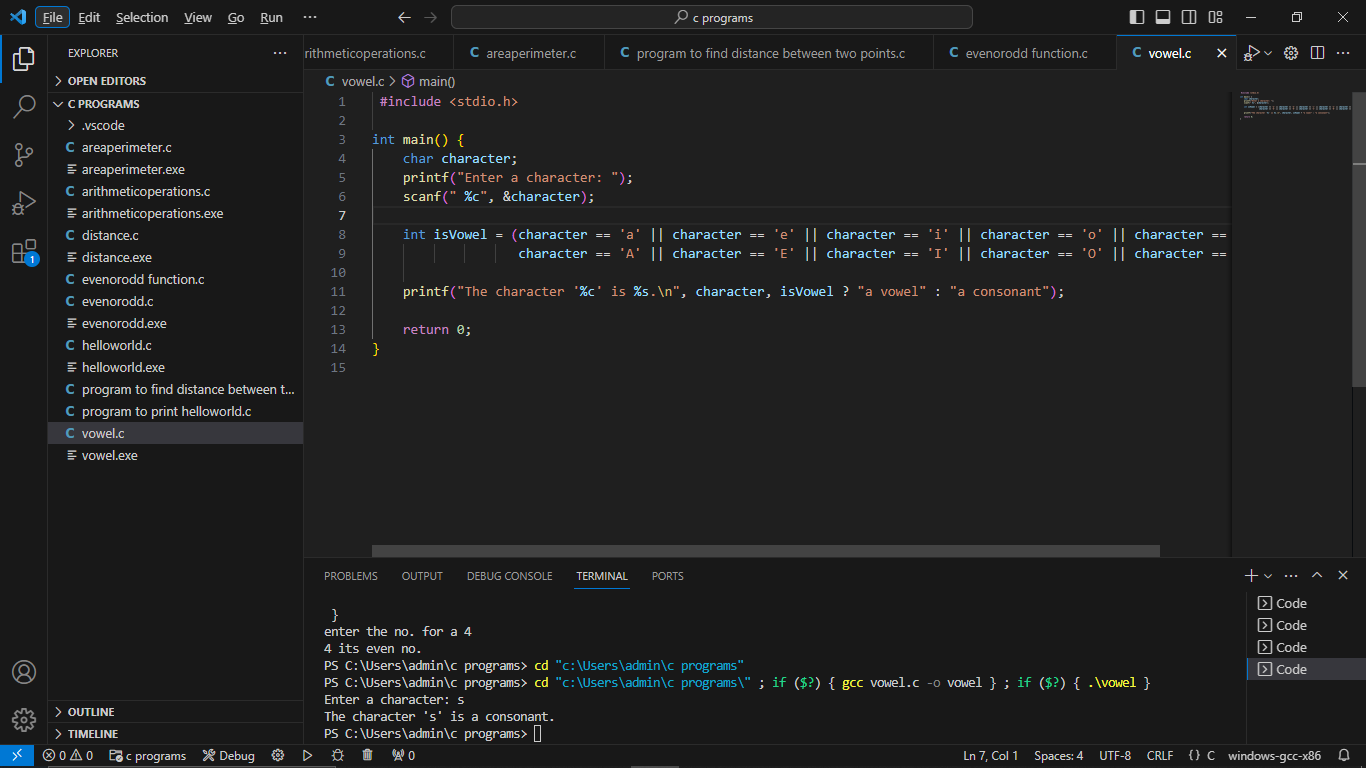 File Edit Selection View Go Run ··· c programs
EXPLORER ···
OPEN EDITORS
C PROGRAMS
.vscode
C areaperimeter.c
areaperimeter.exe
C arithmeticoperations.c
arithmeticoperations.exe
C distance.c
distance.exe
C evenorodd function.c
C evenorodd.c
evenorodd.exe
C helloworld.c
helloworld.exe
C program to find distance between t...
C program to print helloworld.c
C vowel.c
vowel.exe
OUTLINE
TIMELINE
1
rithmeticoperations.c C areaperimeter.c C program to find distance between two points.c C evenorodd function.c C vowel.c
C vowel.c > main()
1 #include <stdio.h>
2
3 int main() {
4 char character;
5 printf("Enter a character: ");
6 scanf(" %c", &character);
7
8 int isVowel = (character == 'a' || character == 'e' || character == 'i' || character == 'o' || character ==
9 character == 'A' || character == 'E' || character == 'I' || character == 'O' || character ==
10
11 printf("The character '%c' is %s.\n", character, isVowel ? "a vowel" : "a consonant");
12
13 return 0;
14 }
15
PROBLEMS OUTPUT DEBUG CONSOLE TERMINAL PORTS
}
enter the no. for a 4
4 its even no.
PS C:\Users\admin\c programs> cd "c:\Users\admin\c programs"
PS C:\Users\admin\c programs> cd "c:\Users\admin\c programs\" ; if ($?) { gcc vowel.c -o vowel } ; if ($?) { .\vowel }
Enter a character: s
The character 's' is a consonant.
PS C:\Users\admin\c programs>
Code
Code
Code
Code
0 0 c programs Debug 0 Ln 7, Col 1 Spaces: 4 UTF-8 CRLF {} C windows-gcc-x86